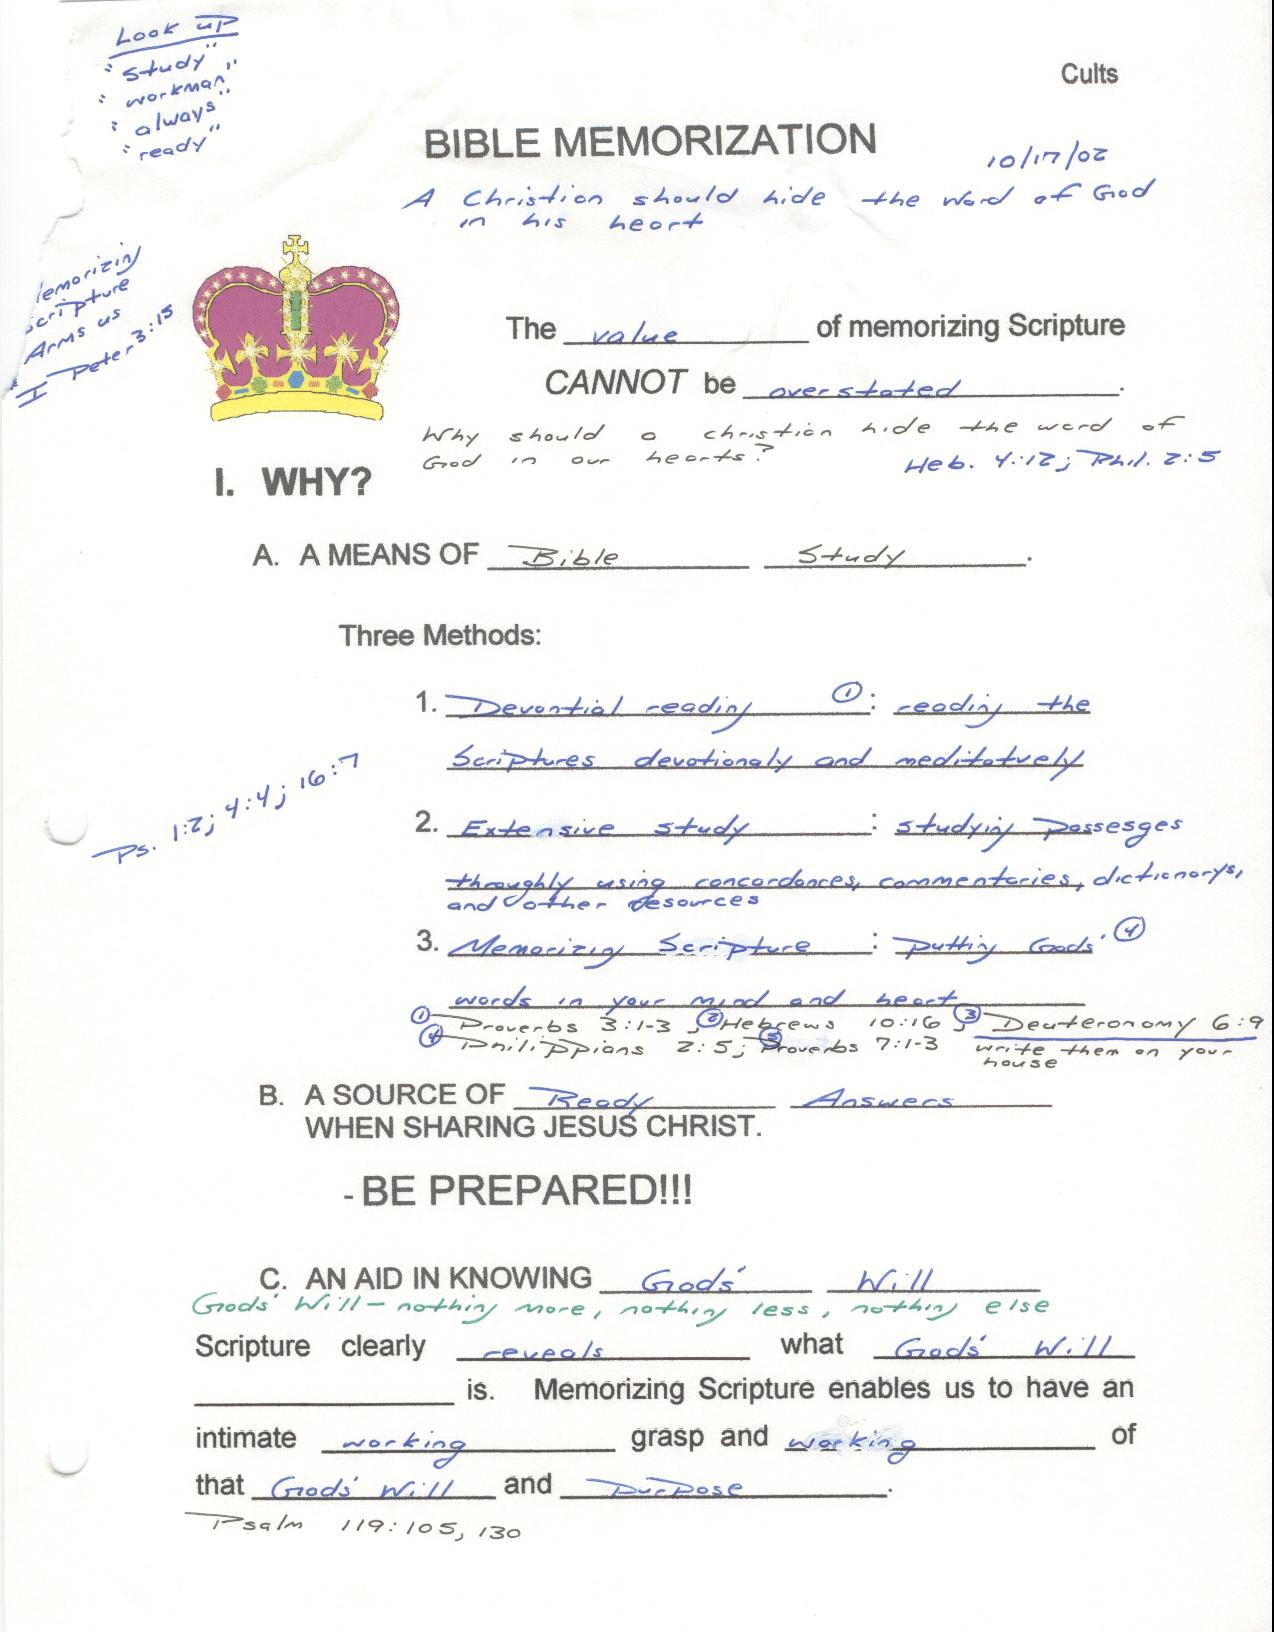 Look up
"study"
"workman"
"always"
"ready"
Cults
BIBLE MEMORIZATION
10/17/02
A Christian should hide the Word of God
in his heart
emorizing
cripture
Arms us
I Peter 3:15
The value of memorizing Scripture
CANNOT be overstated.
Why should a christian hide the word of
God in our hearts?
Heb. 4:12; Phil. 2:5
I. WHY?
A. A MEANS OF Bible Study.
Three Methods:
1. Devontial reading ①: reading the
Scriptures devotionaly and meditatvely
Ps. 1:2; 4:4; 16:7
2. Extensive study : studying passesges
throughly using concordances, commentaries, dictionarys,
and other resources
3. Memorizing Scripture : putting Gods' ④
words in your mind and heart
① Proverbs 3:1-3; ② Hebrews 10:16; ③ Deuteronomy 6:9
④ Philippians 2:5; ⑤ Proverbs 7:1-3 write them on your
house
B. A SOURCE OF Ready Answers
WHEN SHARING JESUS CHRIST.
- BE PREPARED!!!
C. AN AID IN KNOWING Gods' Will
Gods' Will – nothing more, nothing less, nothing else
Scripture clearly reveals what Gods' Will
is. Memorizing Scripture enables us to have an
intimate working grasp and working of
that Gods' Will and purpose.
Psalm 119:105, 130